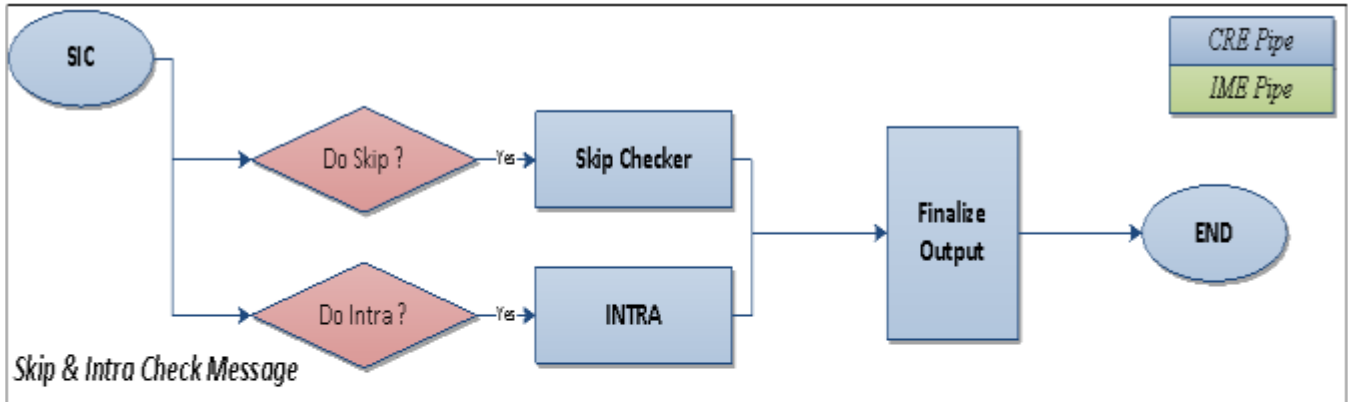 SIC
CRE Pipe
IME Pipe
Do Skip ?
Yes
Skip Checker
Finalize
Output
END
Do Intra ?
Yes
INTRA
Skip & Intra Check Message